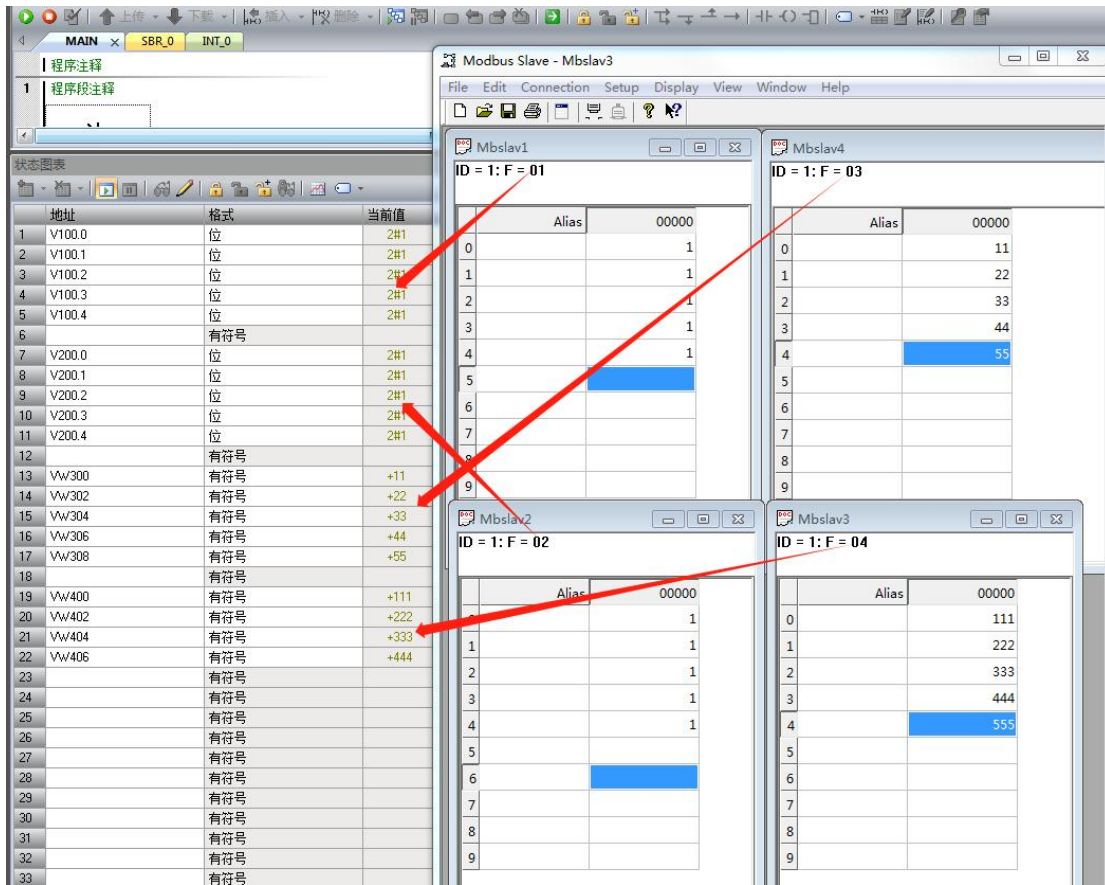 上传 下载 插入 删除
MAIN × SBR_0 INT_0
程序注释
1 程序段注释
状态图表
地址 格式 当前值
1 V100.0 位 2#1
2 V100.1 位 2#1
3 V100.2 位 2#1
4 V100.3 位 2#1
5 V100.4 位 2#1
6 有符号
7 V200.0 位 2#1
8 V200.1 位 2#1
9 V200.2 位 2#1
10 V200.3 位 2#1
11 V200.4 位 2#1
12 有符号
13 VW300 有符号 +11
14 VW302 有符号 +22
15 VW304 有符号 +33
16 VW306 有符号 +44
17 VW308 有符号 +55
18 有符号
19 VW400 有符号 +111
20 VW402 有符号 +222
21 VW404 有符号 +333
22 VW406 有符号 +444
23 有符号
24 有符号
25 有符号
26 有符号
27 有符号
28 有符号
29 有符号
30 有符号
31 有符号
32 有符号
33 有符号
Modbus Slave - Mbslav3
File Edit Connection Setup Display View Window Help
Mbslav1
ID = 1: F = 01
Alias 00000
0 1
1 1
2 1
3 1
4 1
5
6
7
8
9
Mbslav4
ID = 1: F = 03
Alias 00000
0 11
1 22
2 33
3 44
4 55
5
6
7
8
9
Mbslav2
ID = 1: F = 02
Alias 00000
0 1
1 1
2 1
3 1
4 1
5
6
7
8
9
Mbslav3
ID = 1: F = 04
Alias 00000
0 111
1 222
2 333
3 444
4 555
5
6
7
8
9